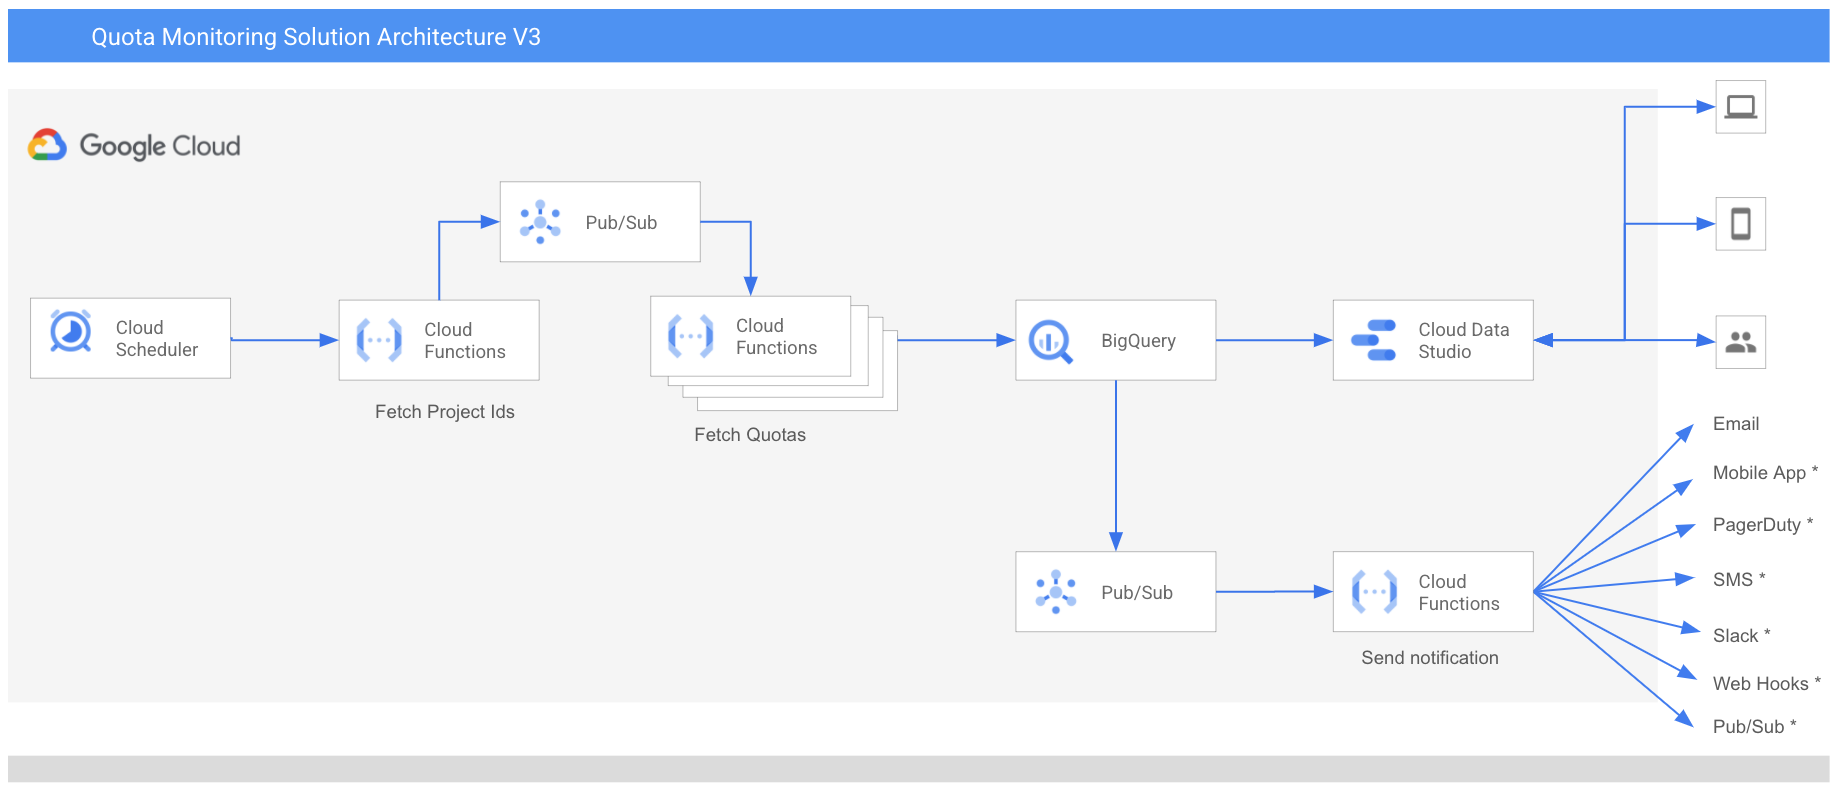 Quota Monitoring Solution Architecture V3
Google Cloud
Pub/Sub
Cloud
Scheduler
Cloud
Functions
Fetch Project Ids
Cloud
Functions
Fetch Quotas
BigQuery
Cloud Data
Studio
Pub/Sub
Cloud
Functions
Send notification
Email
Mobile App *
PagerDuty *
SMS *
Slack *
Web Hooks *
Pub/Sub *